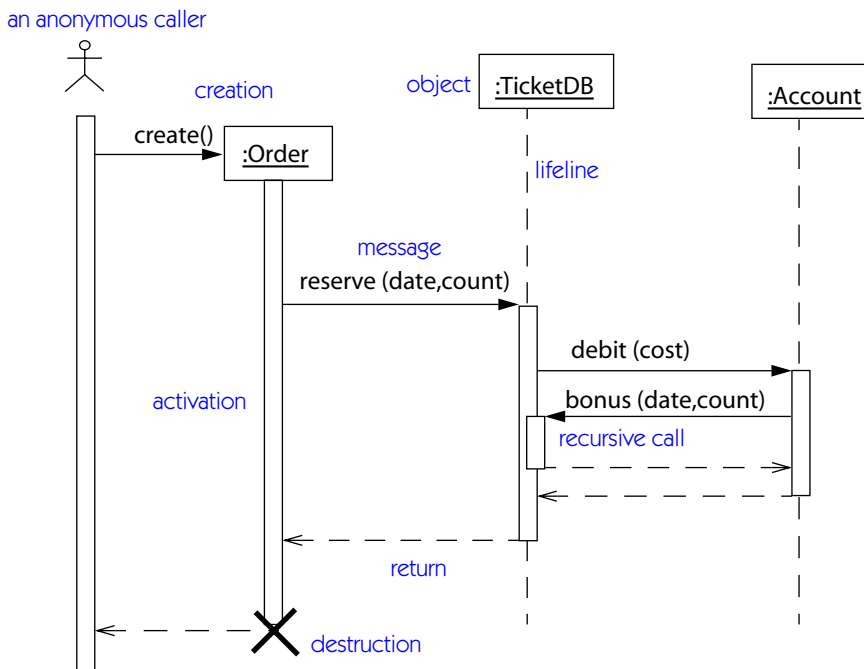 an anonymous caller
creation
object
:TicketDB
:Account
create()
:Order
lifeline
message
reserve (date,count)
debit (cost)
activation
bonus (date,count)
recursive call
return
destruction